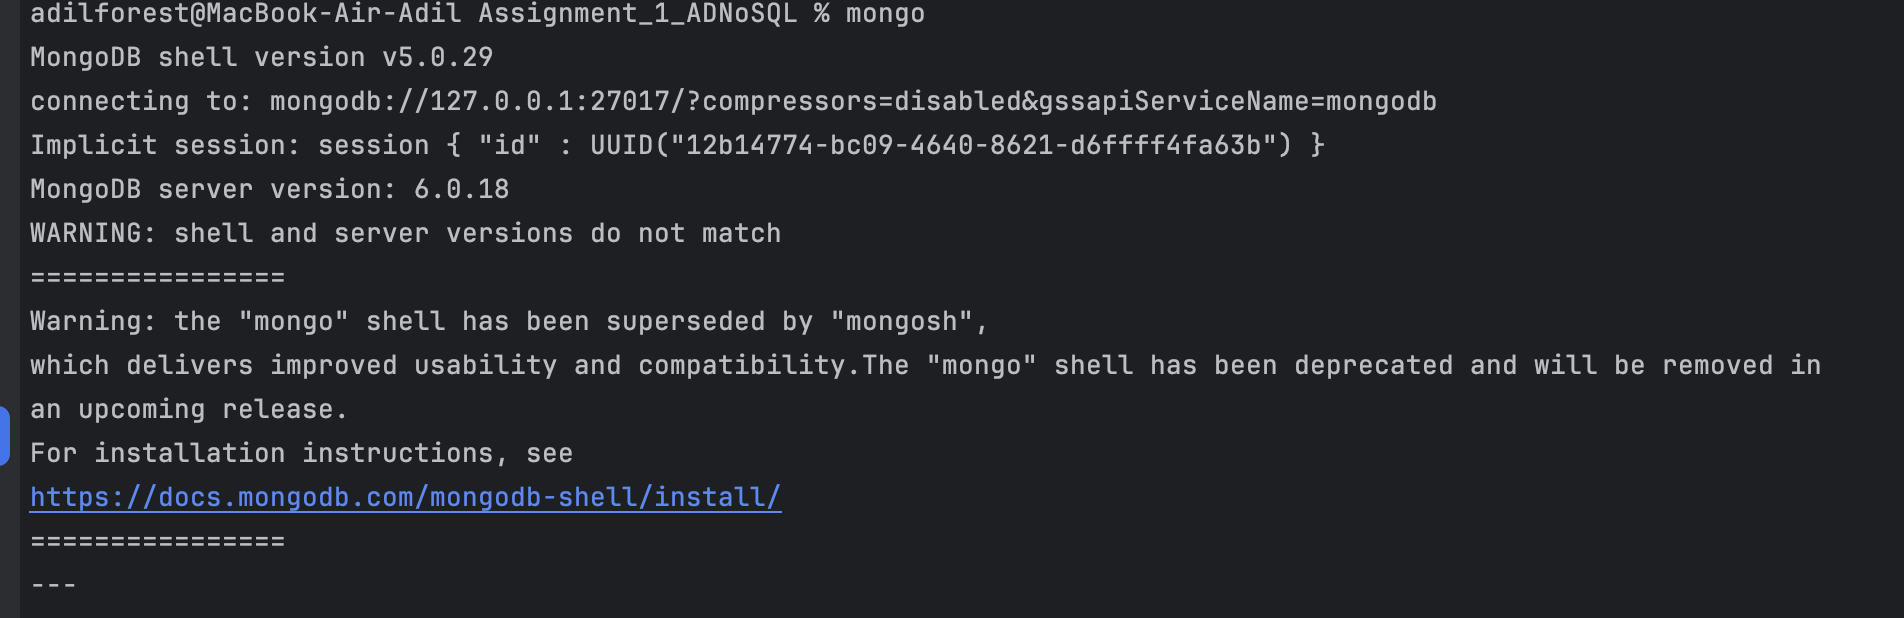 adilforest@MacBook-Air-Adil Assignment_1_ADNoSQL % mongo
MongoDB shell version v5.0.29
connecting to: mongodb://127.0.0.1:27017/?compressors=disabled&gssapiServiceName=mongodb
Implicit session: session { "id" : UUID("12b14774-bc09-4640-8621-d6ffff4fa63b") }
MongoDB server version: 6.0.18
WARNING: shell and server versions do not match
================
Warning: the "mongo" shell has been superseded by "mongosh",
which delivers improved usability and compatibility.The "mongo" shell has been deprecated and will be removed in
an upcoming release.
For installation instructions, see
https://docs.mongodb.com/mongodb-shell/install/
================
---